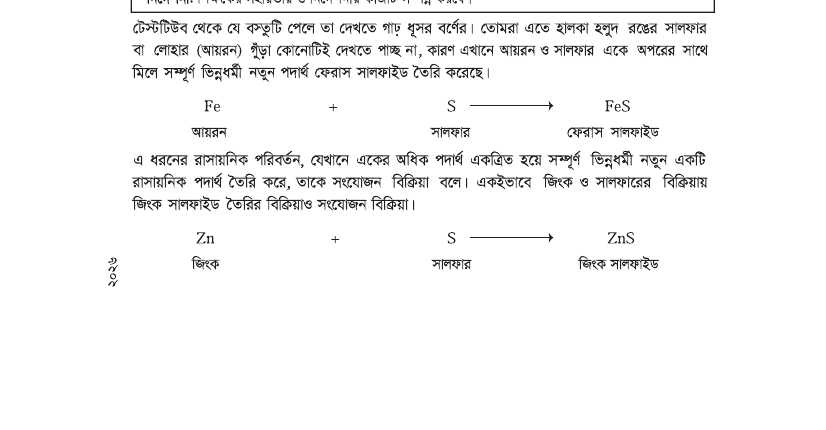 টেস্টটিউব থেকে যে বস্তুটি পেলে তা দেখতে গাঢ় ধূসর বর্ণের। তোমরা এতে হালকা হলুদ রঙের সালফার
বা লোহার (আয়রন) গুঁড়া কোনোটিই দেখতে পাচ্ছ না, কারণ এখানে আয়রন ও সালফার একে অপরের সাথে
মিলে সম্পূর্ণ ভিন্নধর্মী নতুন পদার্থ ফেরাস সালফাইড তৈরি করেছে।
Fe + S ⟶ FeS
আয়রন সালফার ফেরাস সালফাইড
এ ধরনের রাসায়নিক পরিবর্তন, যেখানে একের অধিক পদার্থ একত্রিত হয়ে সম্পূর্ণ ভিন্নধর্মী নতুন একটি
রাসায়নিক পদার্থ তৈরি করে, তাকে সংযোজন বিক্রিয়া বলে। একইভাবে জিংক ও সালফারের বিক্রিয়ায়
জিংক সালফাইড তৈরির বিক্রিয়াও সংযোজন বিক্রিয়া।
Zn + S ⟶ ZnS
জিংক সালফার জিংক সালফাইড
২০২৬